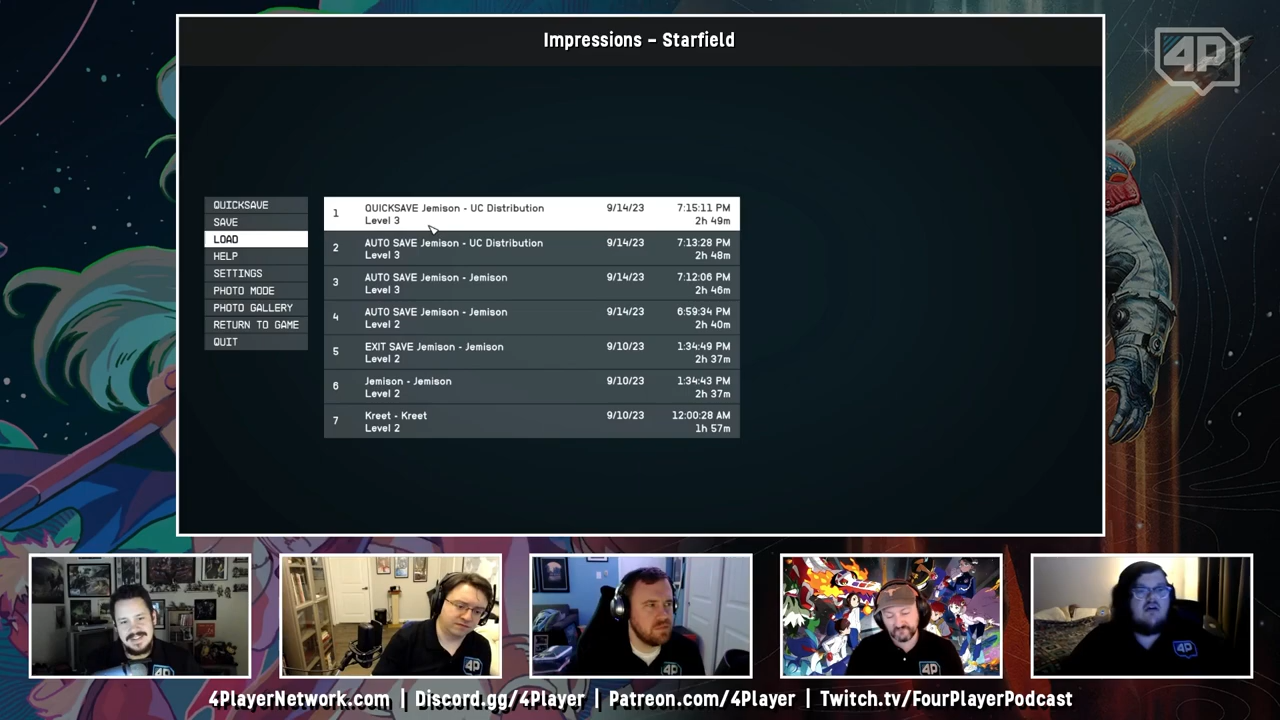 Impressions - Starfield
4P
QUICKSAVE
SAVE
LOAD
HELP
SETTINGS
PHOTO MODE
PHOTO GALLERY
RETURN TO GAME
QUIT
1 QUICKSAVE Jemison - UC Distribution 9/14/23 7:15:11 PM
Level 3 2h 49m
2 AUTO SAVE Jemison - UC Distribution 9/14/23 7:13:28 PM
Level 3 2h 48m
3 AUTO SAVE Jemison - Jemison 9/14/23 7:12:06 PM
Level 3 2h 46m
4 AUTO SAVE Jemison - Jemison 9/14/23 6:59:34 PM
Level 2 2h 40m
5 EXIT SAVE Jemison - Jemison 9/10/23 1:34:49 PM
Level 2 2h 37m
6 Jemison - Jemison 9/10/23 1:34:43 PM
Level 2 2h 37m
7 Kreet - Kreet 9/10/23 12:00:28 AM
Level 2 1h 57m
4P
4P
4P
4P
4P
4PlayerNetwork.com | Discord.gg/4Player | Patreon.com/4Player | Twitch.tv/FourPlayerPodcast